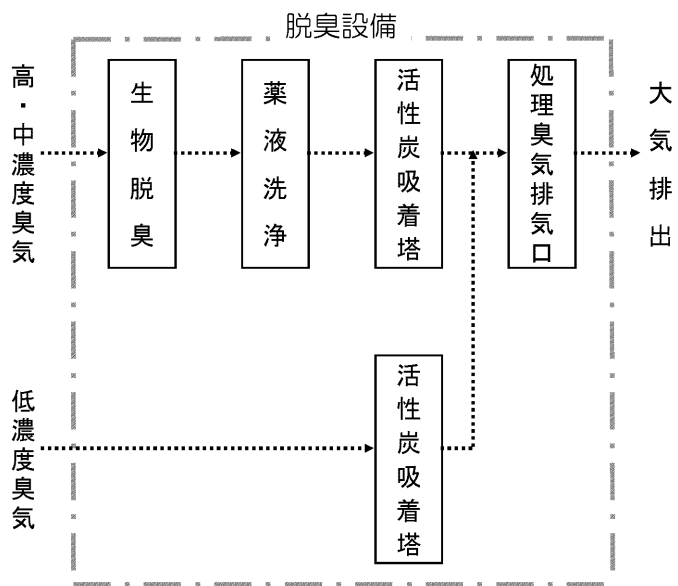 脱臭設備
高・中濃度臭気
生物脱臭
薬液洗浄
活性炭吸着塔
処理臭気排気口
大気排出
低濃度臭気
活性炭吸着塔